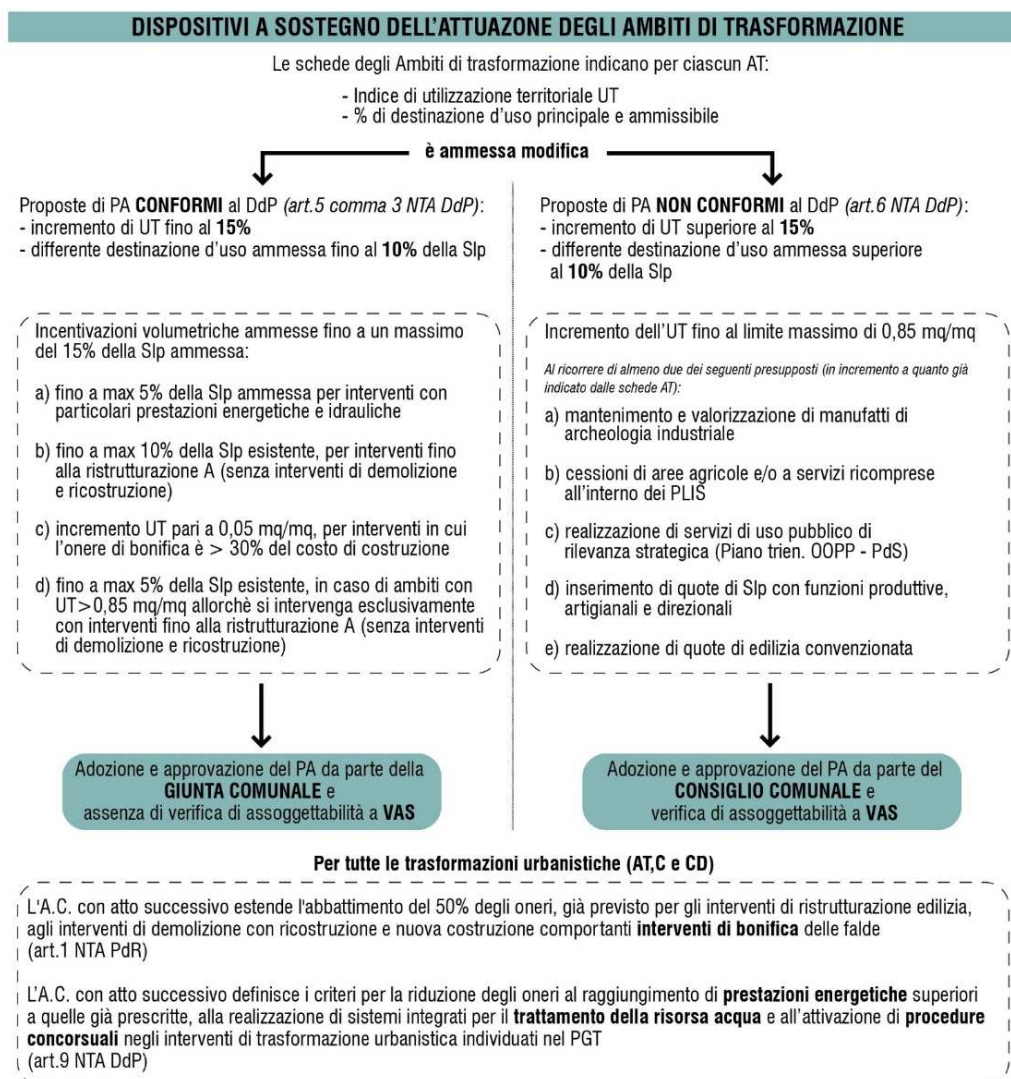 DISPOSITIVI A SOSTEGNO DELL'ATTUAZONE DEGLI AMBITI DI TRASFORMAZIONE
Le schede degli Ambiti di trasformazione indicano per ciascun AT:
- Indice di utilizzazione territoriale UT
- % di destinazione d'uso principale e ammissibile
è ammessa modifica
Proposte di PA CONFORMI al DdP (art.5 comma 3 NTA DdP):
- incremento di UT fino al 15%
- differente destinazione d'uso ammessa fino al 10% della Slp
Incentivazioni volumetriche ammesse fino a un massimo
del 15% della Slp ammessa:
a) fino a max 5% della Slp ammessa per interventi con
particolari prestazioni energetiche e idrauliche
b) fino a max 10% della Slp esistente, per interventi fino
alla ristrutturazione A (senza interventi di demolizione
e ricostruzione)
c) incremento UT pari a 0,05 mq/mq, per interventi in cui
l'onere di bonifica è > 30% del costo di costruzione
d) fino a max 5% della Slp esistente, in caso di ambiti con
UT>0,85 mq/mq allorchè si intervenga esclusivamente
con interventi fino alla ristrutturazione A (senza interventi
di demolizione e ricostruzione)
Adozione e approvazione del PA da parte della
GIUNTA COMUNALE e
assenza di verifica di assoggettabilità a VAS
Proposte di PA NON CONFORMI al DdP (art.6 NTA DdP):
- incremento di UT superiore al 15%
- differente destinazione d'uso ammessa superiore
al 10% della Slp
Incremento dell'UT fino al limite massimo di 0,85 mq/mq
Al ricorrere di almeno due dei seguenti presupposti (in incremento a quanto già
indicato dalle schede AT):
a) mantenimento e valorizzazione di manufatti di
archeologia industriale
b) cessioni di aree agricole e/o a servizi ricomprese
all'interno dei PLIS
c) realizzazione di servizi di uso pubblico di
rilevanza strategica (Piano trien. OOPP - PdS)
d) inserimento di quote di Slp con funzioni produttive,
artigianali e direzionali
e) realizzazione di quote di edilizia convenzionata
Adozione e approvazione del PA da parte del
CONSIGLIO COMUNALE e
verifica di assoggettabilità a VAS
Per tutte le trasformazioni urbanistiche (AT,C e CD)
L'A.C. con atto successivo estende l'abbattimento del 50% degli oneri, già previsto per gli interventi di ristrutturazione edilizia,
agli interventi di demolizione con ricostruzione e nuova costruzione comportanti interventi di bonifica delle falde
(art.1 NTA PdR)
L'A.C. con atto successivo definisce i criteri per la riduzione degli oneri al raggiungimento di prestazioni energetiche superiori
a quelle già prescritte, alla realizzazione di sistemi integrati per il trattamento della risorsa acqua e all'attivazione di procedure
concorsuali negli interventi di trasformazione urbanistica individuati nel PGT
(art.9 NTA DdP)